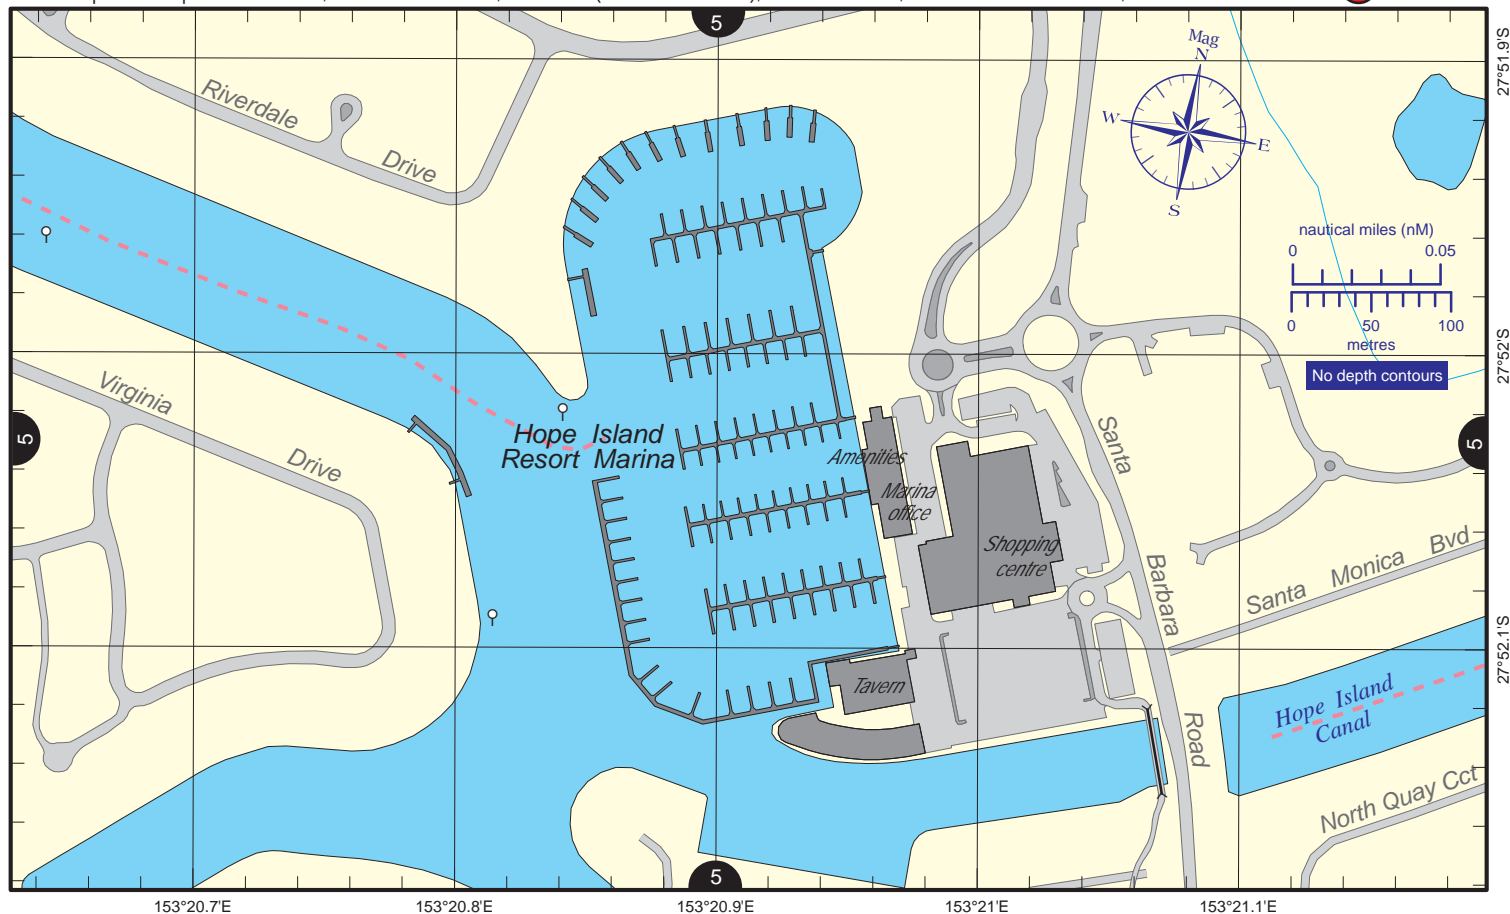 5
Mag
N
W
E
S
27°51.9'S
Riverdale
Drive
nautical miles (nM)
0 0.05
0 50 100
metres
No depth contours
27°52'S
Virginia
Drive
5
Hope Island
Resort Marina
Amenities
Marina
office
Shopping
centre
Tavern
Santa
Barbara
Road
5
Santa Monica Bvd
27°52.1'S
Hope Island
Canal
North Quay Cct
5
153°20.7'E 153°20.8'E 153°20.9'E 153°21'E 153°21.1'E